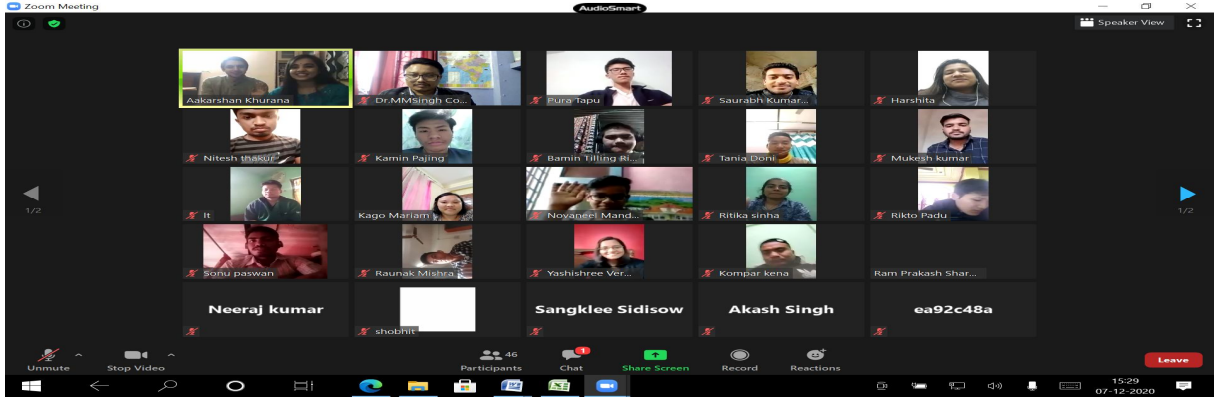 Zoom Meeting
AudioSmart
Speaker View
Aakarshan Khurana
Dr.MMSingh Co...
Pura Tapu
Saurabh Kumar...
Harshita
Nitesh thakur
Kamin Pajing
Bamin Tilling Ri...
Tania Doni
Mukesh kumar
1/2
It
Kago Mariam
Novaneel Mand...
Ritika sinha
Rikto Padu
1/2
Sonu paswan
Raunak Mishra
Yashishree Ver...
Kompar kena
Ram Prakash Shar...
Neeraj kumar
shobhit
Sangklee Sidisow
Akash Singh
ea92c48a
46
1
Unmute
Stop Video
Participants
Chat
Share Screen
Record
Reactions
Leave
15:29
07-12-2020